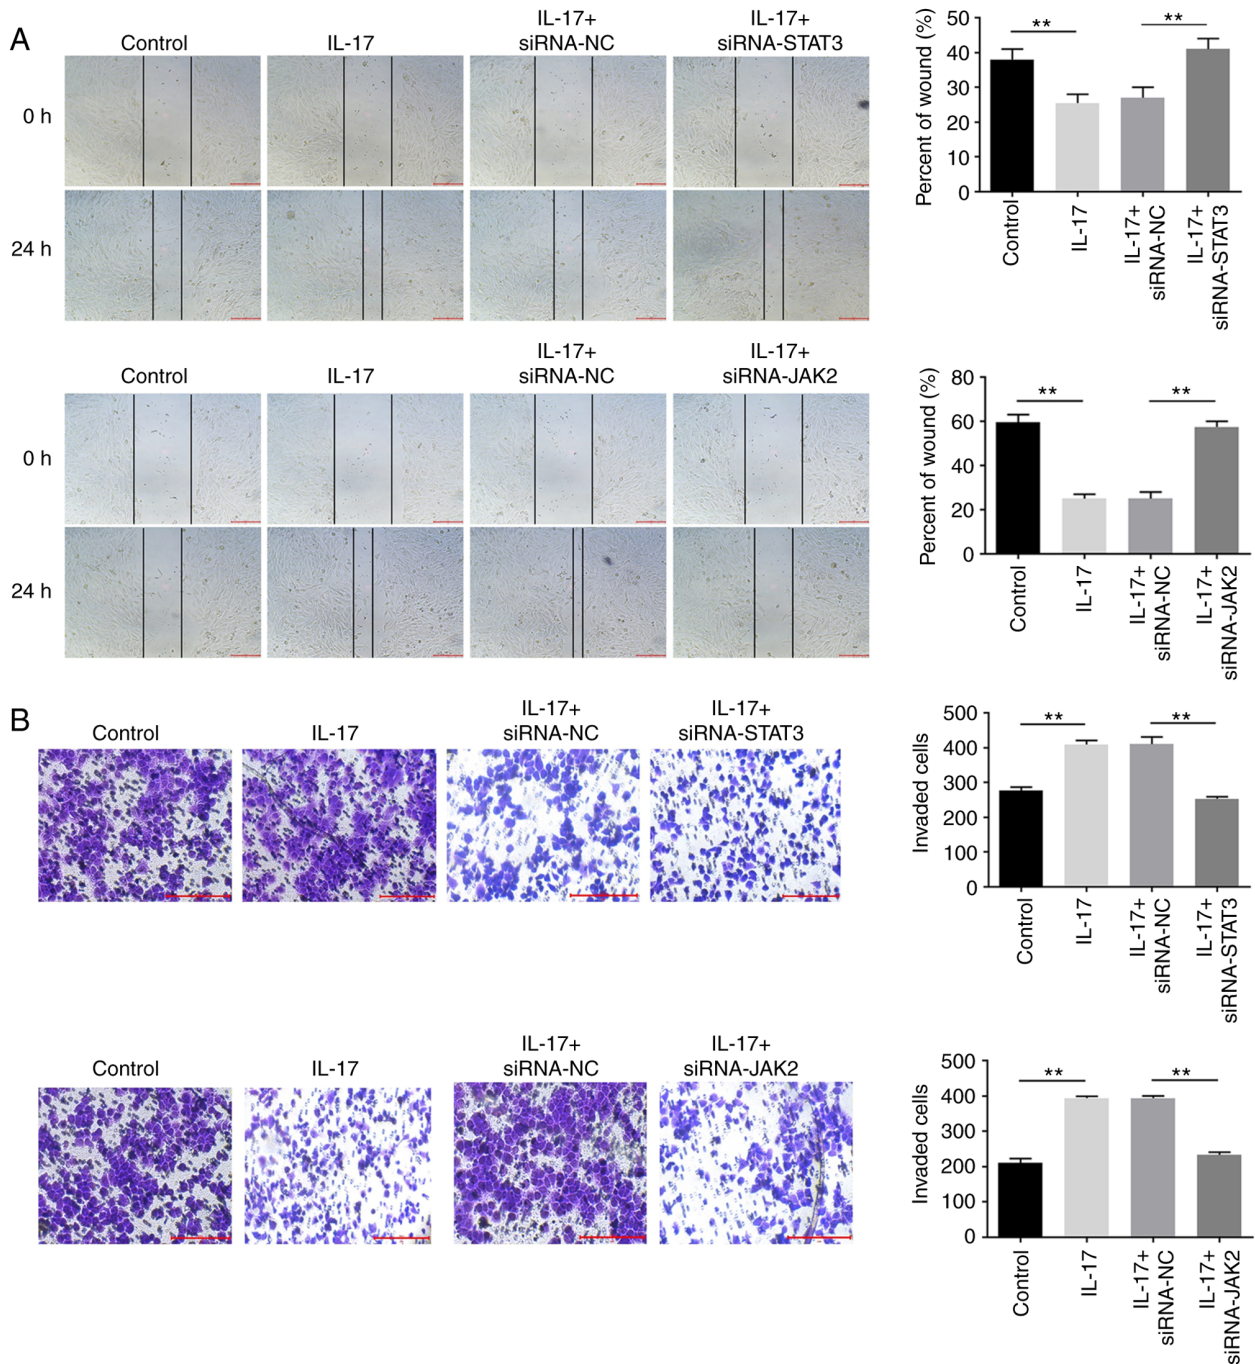 A
Control
IL-17
IL-17+
siRNA-NC
IL-17+
siRNA-STAT3
0 h
24 h
Percent of wound (%)
50
40
30
20
10
0
**
**
Control
IL-17
IL-17+
siRNA-NC
IL-17+
siRNA-STAT3
Control
IL-17
IL-17+
siRNA-NC
IL-17+
siRNA-JAK2
0 h
24 h
Percent of wound (%)
80
60
40
20
0
**
**
Control
IL-17
IL-17+
siRNA-NC
IL-17+
siRNA-JAK2
B
Control
IL-17
IL-17+
siRNA-NC
IL-17+
siRNA-STAT3
Invaded cells
500
400
300
200
100
0
**
**
Control
IL-17
IL-17+
siRNA-NC
IL-17+
siRNA-STAT3
Control
IL-17
IL-17+
siRNA-NC
IL-17+
siRNA-JAK2
Invaded cells
500
400
300
200
100
0
**
**
Control
IL-17
IL-17+
siRNA-NC
IL-17+
siRNA-JAK2